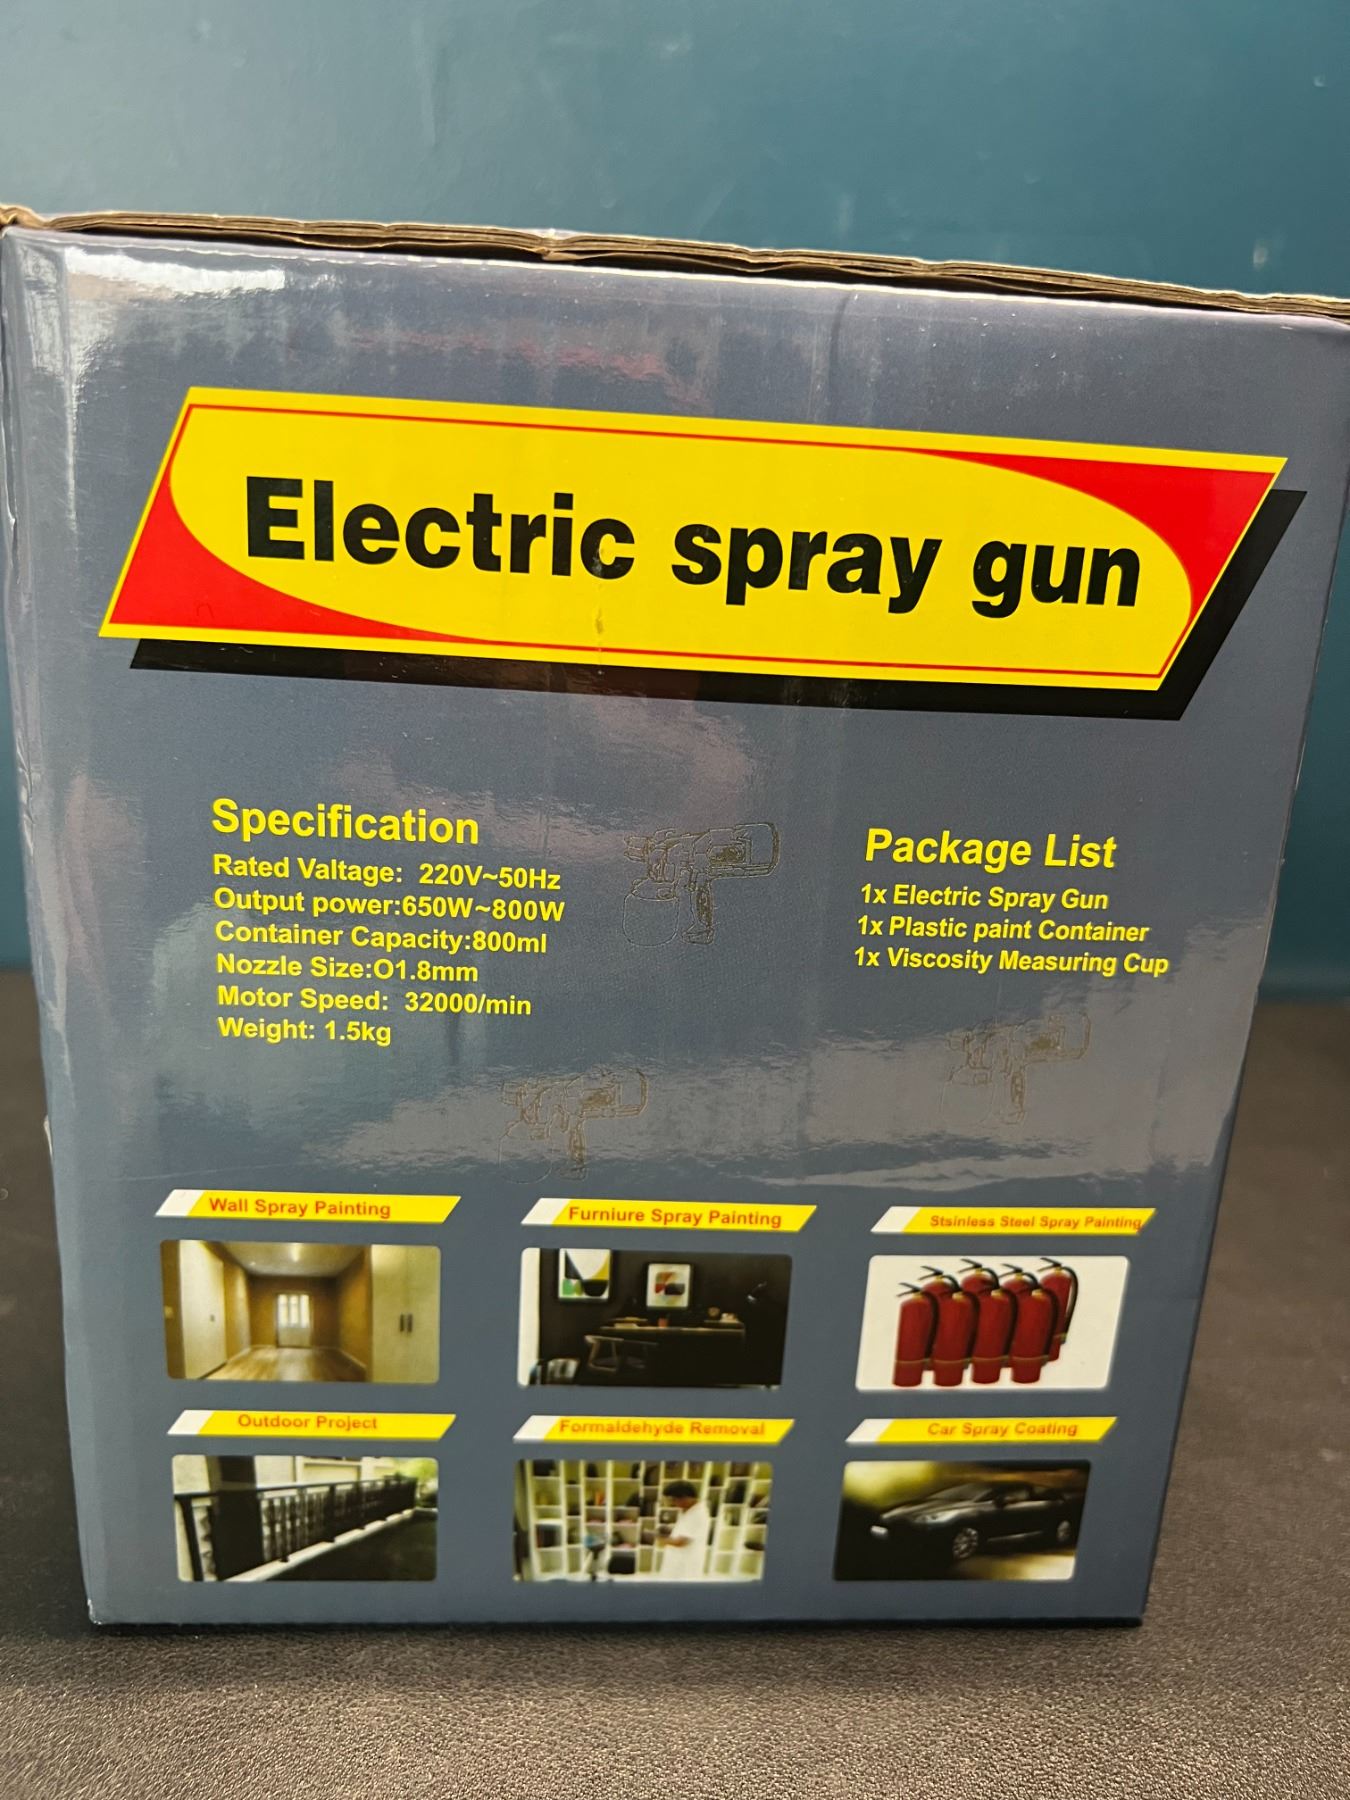 Electric spray gun
Specification
Rated Valtage: 220V~50Hz
Output power:650W~800W
Container Capacity:800ml
Nozzle Size:O1.8mm
Motor Speed: 32000/min
Weight: 1.5kg
Package List
1x Electric Spray Gun
1x Plastic paint Container
1x Viscosity Measuring Cup
Wall Spray Painting
Furniure Spray Painting
Stsinless Steel Spray Painting
Outdoor Project
Formaldehyde Removal
Car Spray Coating